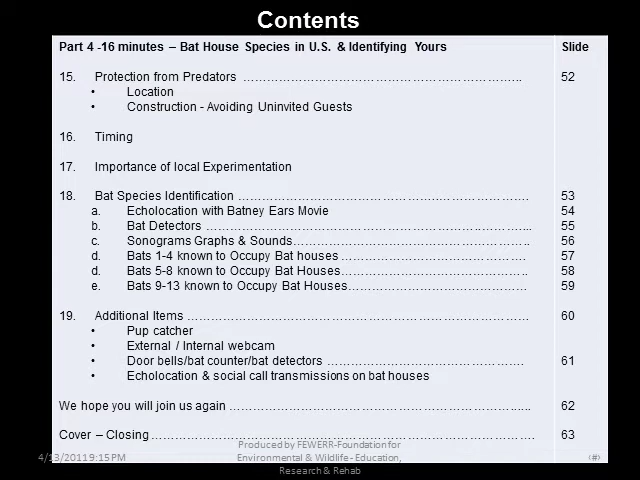 Contents
Part 4 -16 minutes – Bat House Species in U.S. & Identifying Yours Slide
15. Protection from Predators ………………………………………………………….. 52
• Location
• Construction - Avoiding Uninvited Guests
16. Timing
17. Importance of local Experimentation
18. Bat Species Identification ……………………………………………………………. 53
a. Echolocation with Batney Ears Movie 54
b. Bat Detectors …………………………………………………………………... 55
c. Sonograms Graphs & Sounds………………………………………………….. 56
d. Bats 1-4 known to Occupy Bat houses ………………………………………. 57
d. Bats 5-8 known to Occupy Bat Houses……………………………………….. 58
e. Bats 9-13 known to Occupy Bat Houses……………………………………… 59
19. Additional Items ………………………………………………………………………… 60
• Pup catcher
• External / Internal webcam
• Door bells/bat counter/bat detectors …………………………………………. 61
• Echolocation & social call transmissions on bat houses
We hope you will join us again ………………………………………………………………….. 62
Cover – Closing…………………………………………………………………………………. 63
Produced by FEWERR-Foundation for
4/13/2011 9:15 PM Environmental & Wildlife - Education, (#)
Research & Rehab